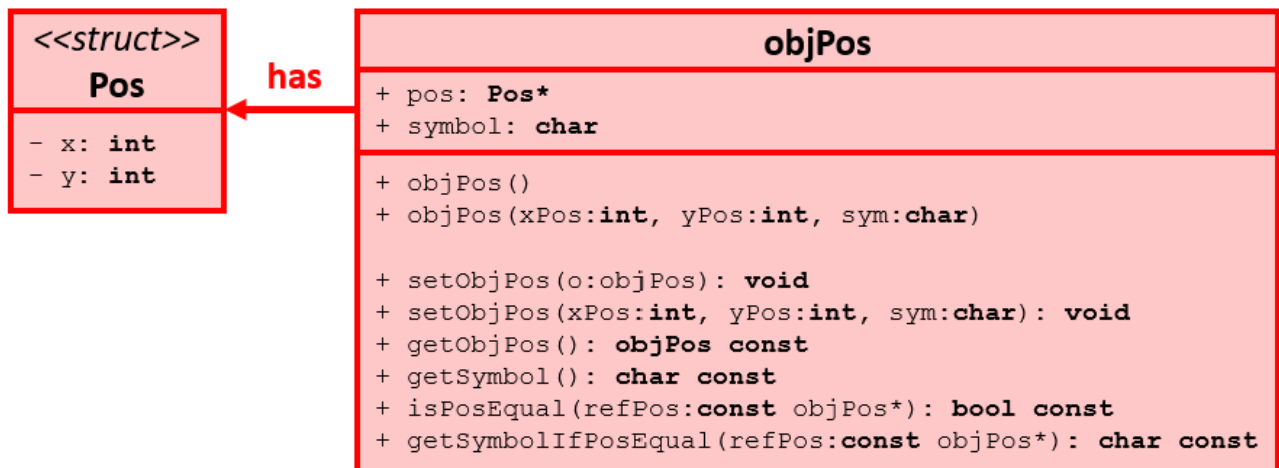 <<struct>>
Pos
- x: int
- y: int
has
objPos
+ pos: Pos*
+ symbol: char
+ objPos()
+ objPos(xPos:int, yPos:int, sym:char)
+ setObjPos(o:objPos): void
+ setObjPos(xPos:int, yPos:int, sym:char): void
+ getObjPos(): objPos const
+ getSymbol(): char const
+ isPosEqual(refPos:const objPos*): bool const
+ getSymbolIfPosEqual(refPos:const objPos*): char const